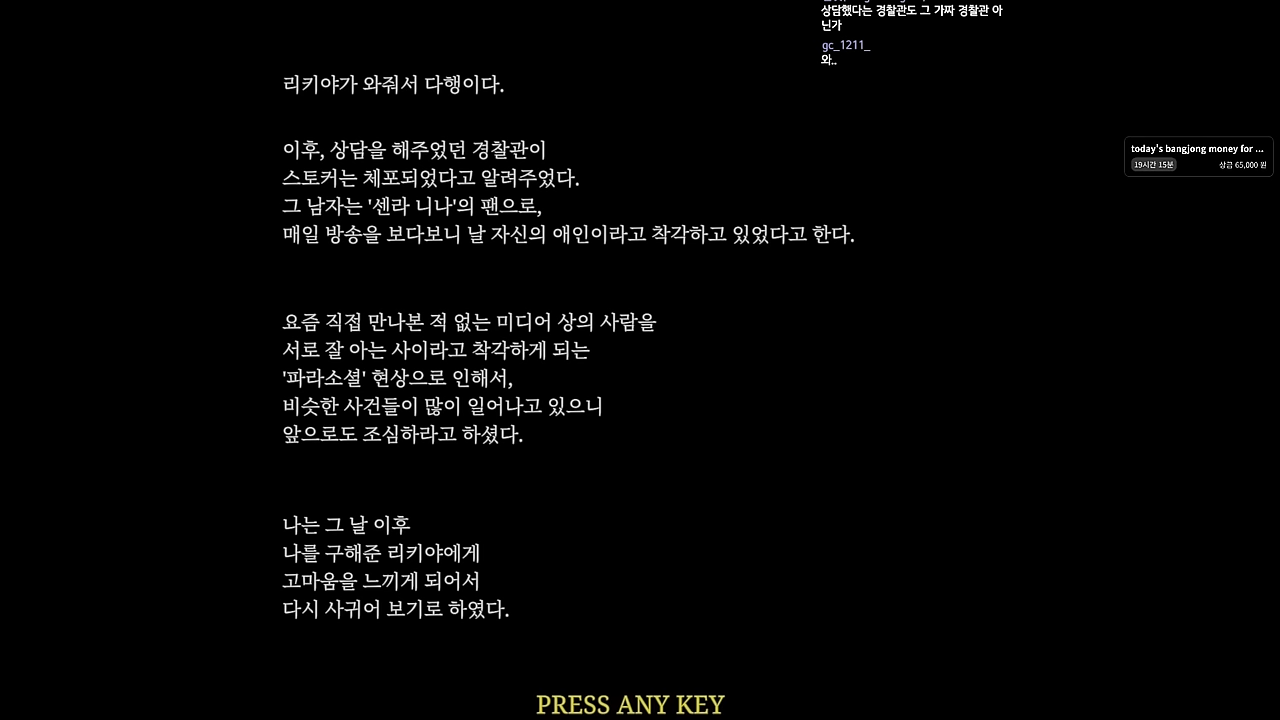 상담했다는 경찰관도 그 가짜 경찰관 아
닌가
gc_1211_
와..
리키야가 와줘서 다행이다.
today's bangjong money for ...
19시간 15분
상금 65,000 원
이후, 상담을 해주었던 경찰관이
스토커는 체포되었다고 알려주었다.
그 남자는 '센라 니나'의 팬으로,
매일 방송을 보다보니 날 자신의 애인이라고 착각하고 있었다고 한다.
요즘 직접 만나본 적 없는 미디어 상의 사람을
서로 잘 아는 사이라고 착각하게 되는
'파라소셜' 현상으로 인해서,
비슷한 사건들이 많이 일어나고 있으니
앞으로도 조심하라고 하셨다.
나는 그 날 이후
나를 구해준 리키야에게
고마움을 느끼게 되어서
다시 사귀어 보기로 하였다.
PRESS ANY KEY